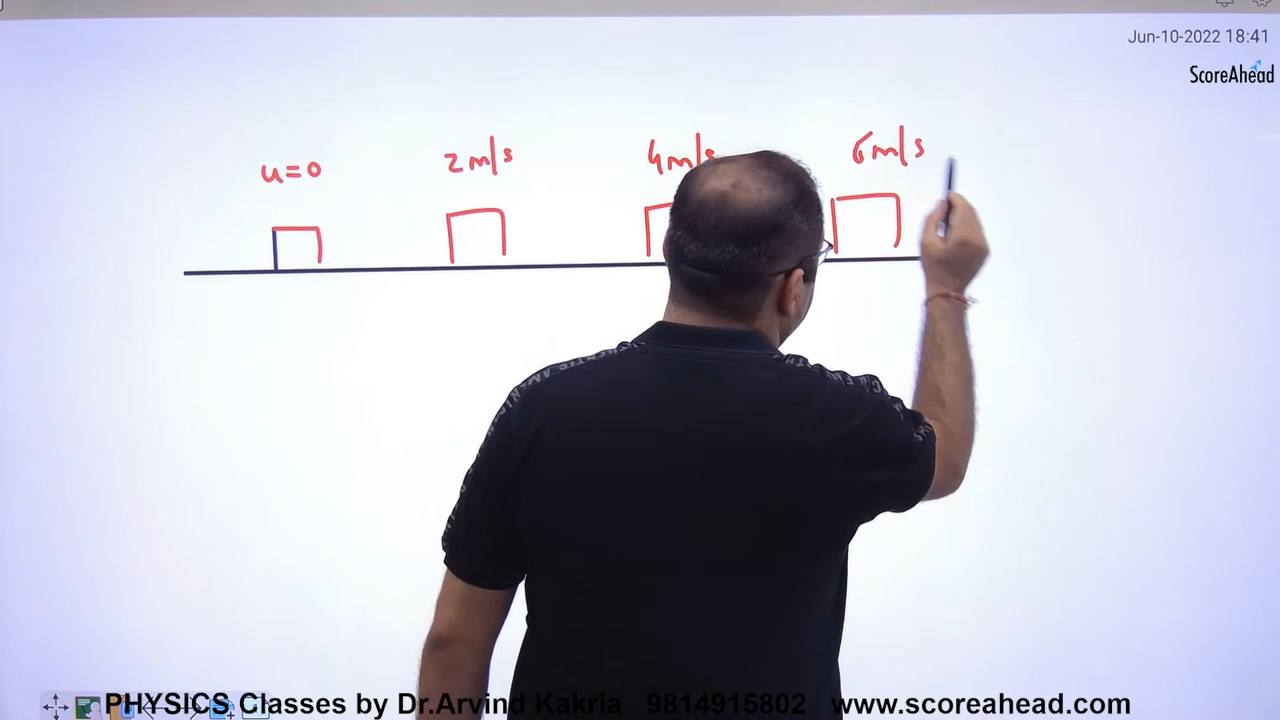 Jun-10-2022 18:41
ScoreAhead
u=0 2m/s 4m/s 6m/s
PHYSICS Classes by Dr.Arvind Kakria 9814915802 www.scoreahead.com